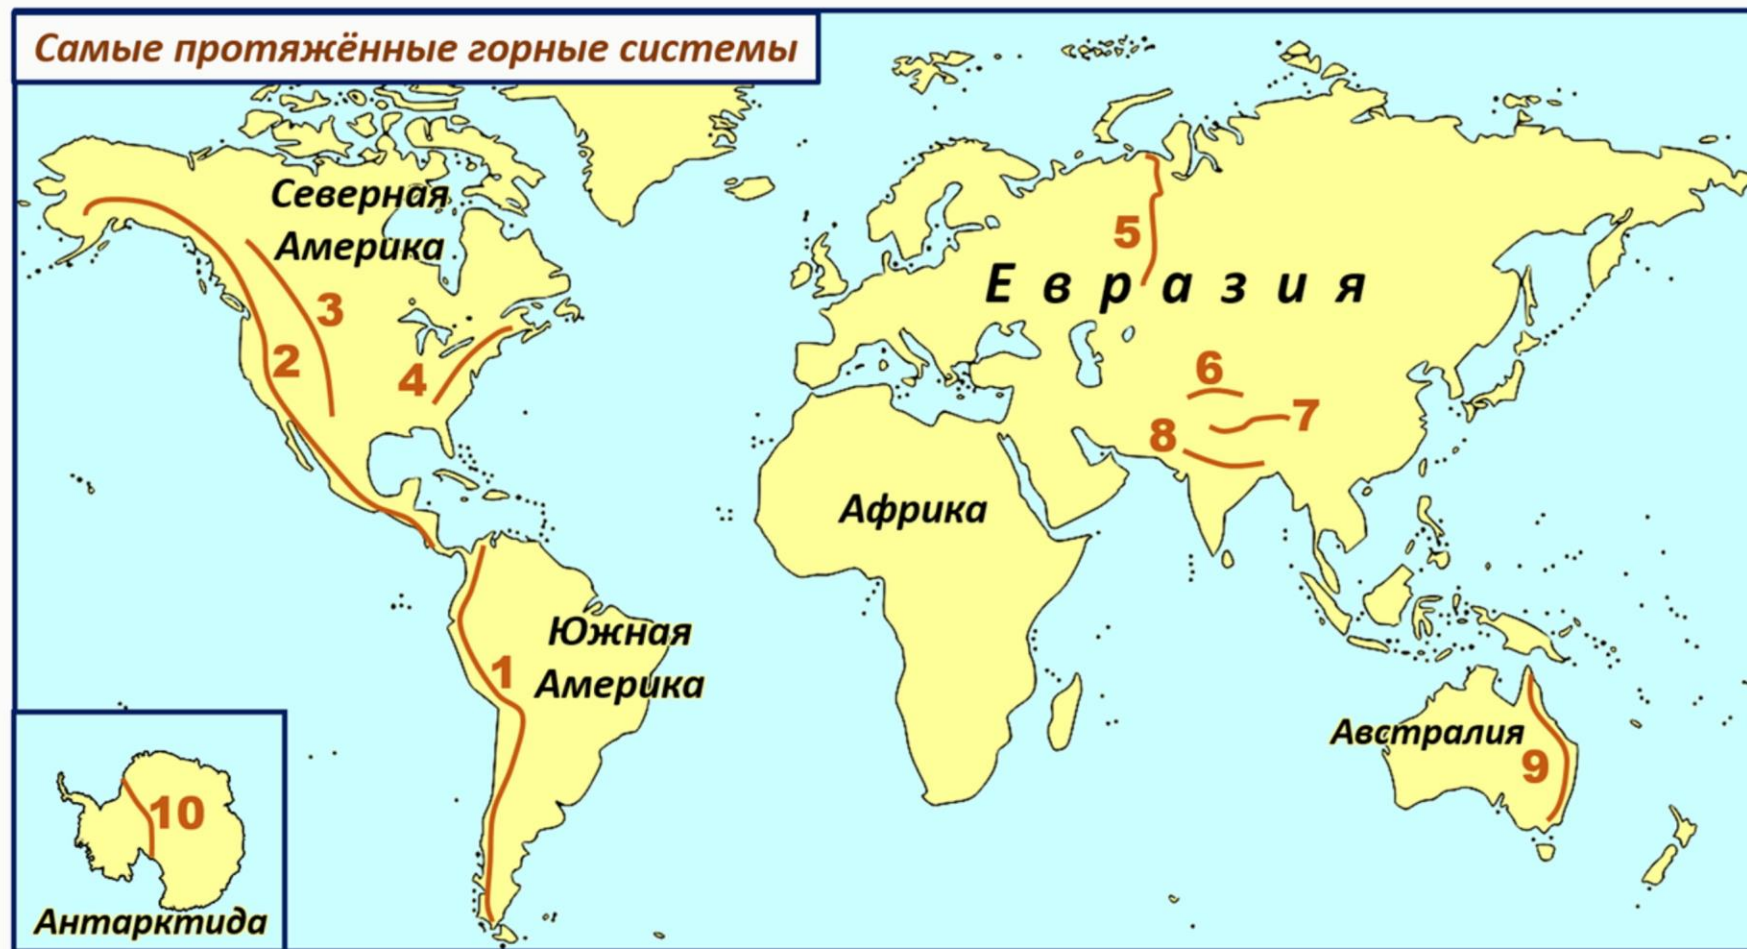 Самые протяжённые горные системы
Северная
Америка
5
Е в р а з и я
3
2
4
6
7
8
Африка
Южная
1
Америка
Австралия
9
10
Антарктида